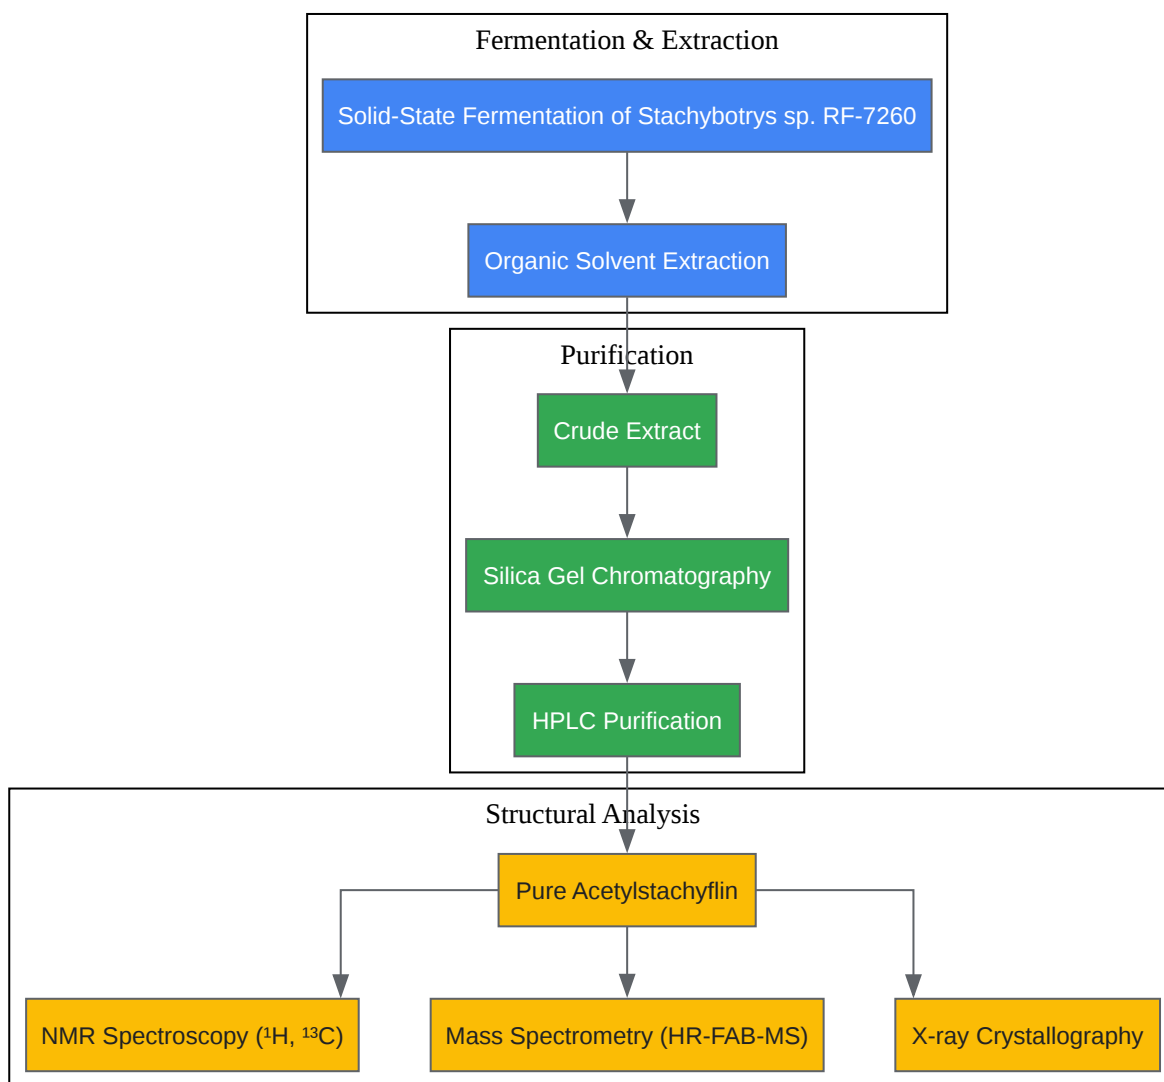 Fermentation & Extraction
Solid-State Fermentation of Stachybotrys sp. RF-7260
Organic Solvent Extraction
Purification
Crude Extract
Silica Gel Chromatography
HPLC Purification
Structural Analysis
Pure Acetylstachyflin
NMR Spectroscopy (¹H, ¹³C)
Mass Spectrometry (HR-FAB-MS)
X-ray Crystallography